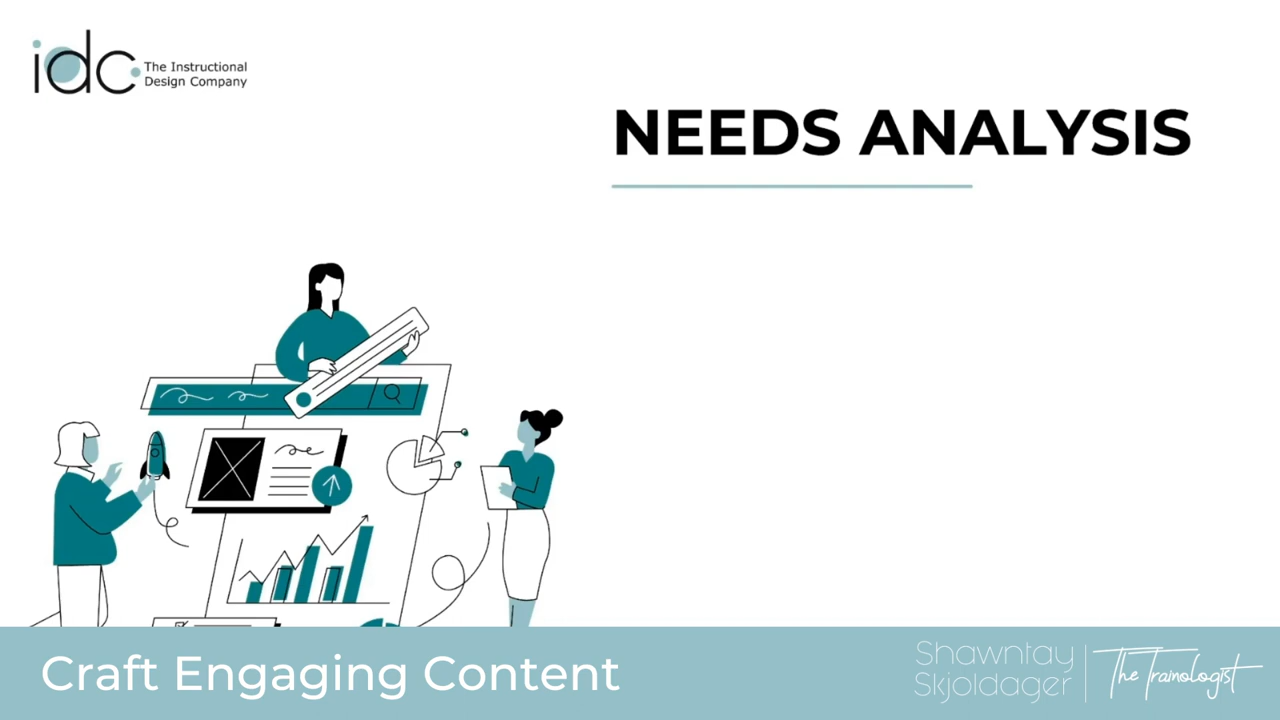 idc
The Instructional
Design Company
NEEDS ANALYSIS
Craft Engaging Content
Shawntay
Skjoldager
The Trainologist